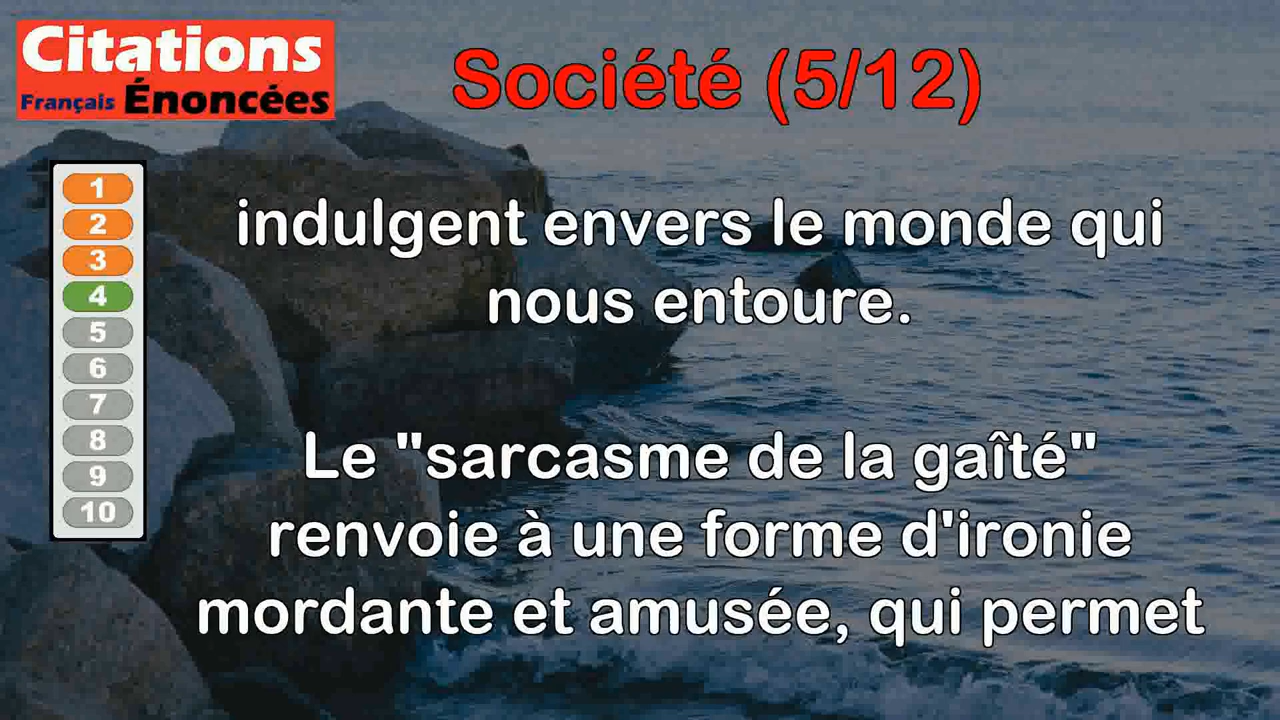 Citations
Français Énoncées
Société (5/12)
1
2
3
4
5
6
7
8
9
10
indulgent envers le monde qui
nous entoure.
Le "sarcasme de la gaîté"
renvoie à une forme d'ironie
mordante et amusée, qui permet